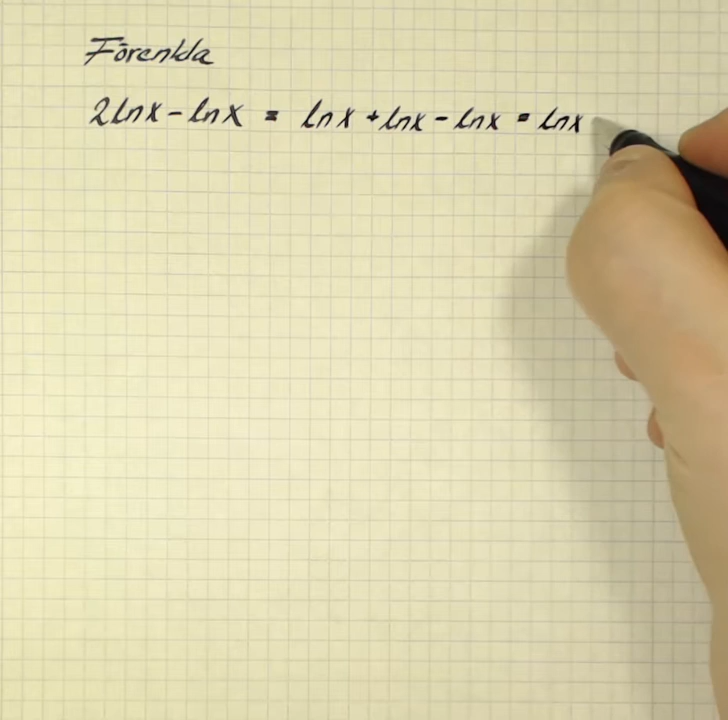 Förenkla
2lnx - lnx = lnx + lnx - lnx = lnx